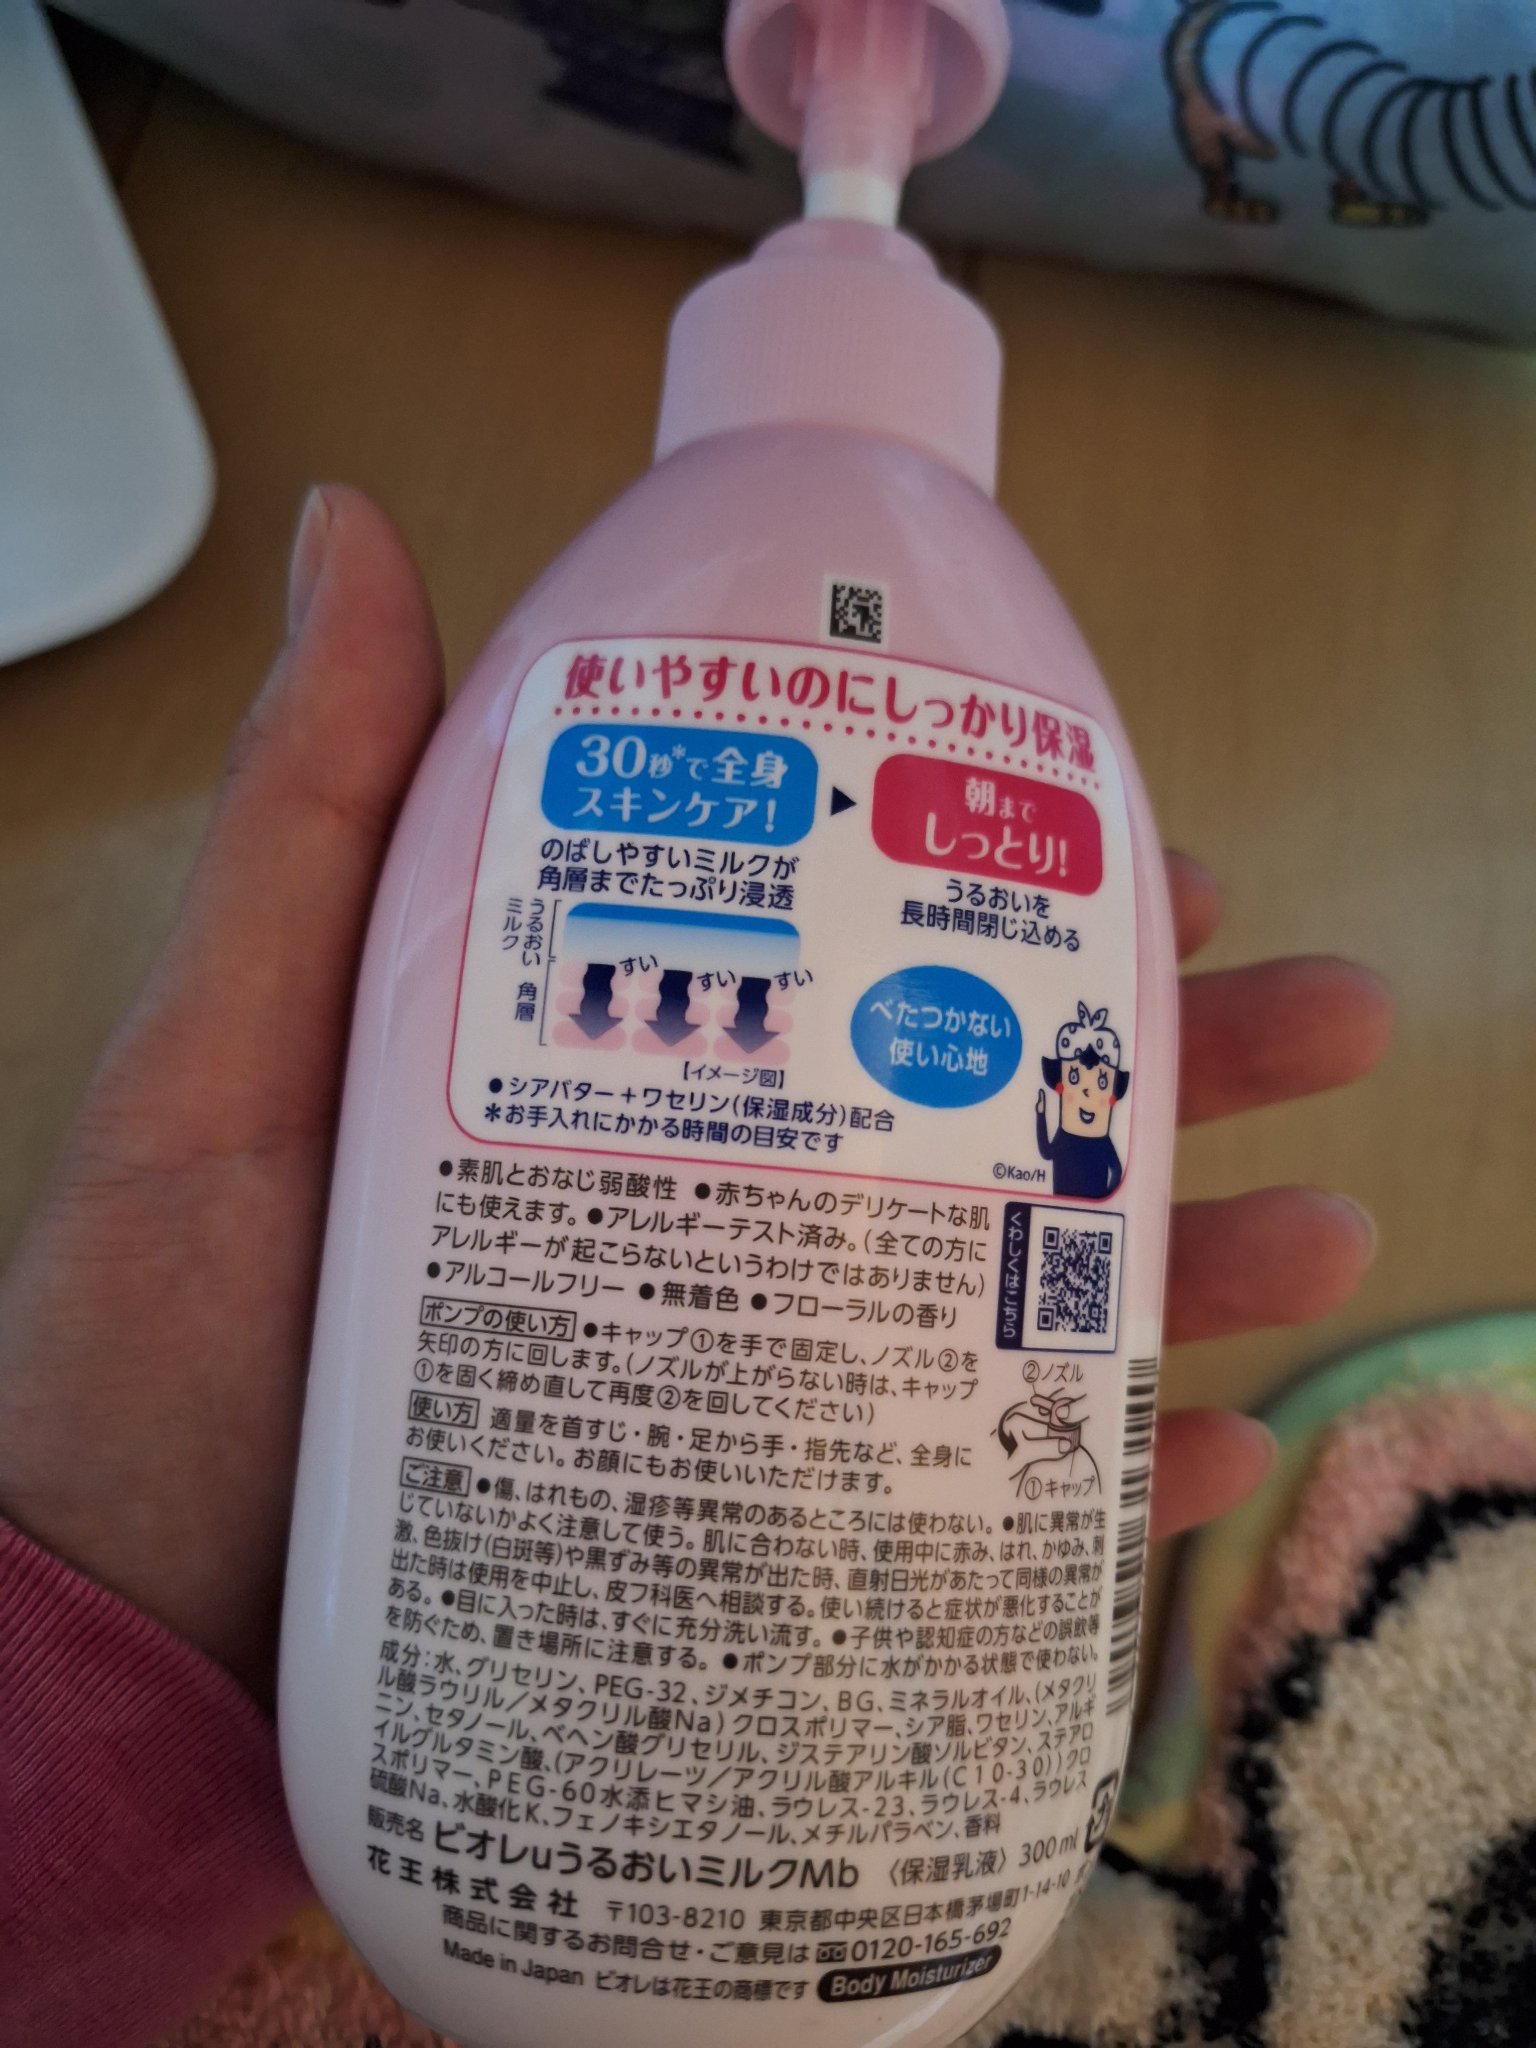 使いやすいのにしっかり保湿
30秒*で全身
スキンケア!
のばしやすいミルクが
角層までたっぷり浸透
うるおい
ミルク
角層
すい
すい
すい
【イメージ図】
朝まで
しっとり!
うるおいを
長時間閉じ込める
べたつかない
使い心地
●シアバター+ワセリン(保湿成分)配合
*お手入れにかかる時間の目安です
©Kao/H
●素肌とおなじ弱酸性 ●赤ちゃんのデリケートな肌
にも使えます。●アレルギーテスト済み。(全ての方に
アレルギーが起こらないというわけではありません)
●アルコールフリー ●無着色 ●フローラルの香り
くわしくはこちら
ポンプの使い方 ●キャップ①を手で固定し、ノズル②を
矢印の方に回します。(ノズルが上がらない時は、キャップ
①を固く締め直して再度②を回してください)
②ノズル
①キャップ
使い方 適量を首すじ・腕・足から手・指先など、全身に
お使いください。お顔にもお使いいただけます。
ご注意 ●傷、はれもの、湿疹等異常のあるところには使わない。●肌に異常が生
じていないかよく注意して使う。肌に合わない時、使用中に赤み、はれ、かゆみ、刺
激、色抜け(白斑等)や黒ずみ等の異常が出た時、直射日光があたって同様の異常が
出た時は使用を中止し、皮フ科医へ相談する。使い続けると症状が悪化することが
ある。●目に入った時は、すぐに充分洗い流す。●子供や認知症の方などの誤飲等
を防ぐため、置き場所に注意する。●ポンプ部分に水がかかる状態で使わない。
成分:水、グリセリン、PEG-32、ジメチコン、BG、ミネラルオイル、(メタクリ
ル酸ラウリル/メタクリル酸Na)クロスポリマー、シア脂、ワセリン、アルギ
ニン、セタノール、ベヘン酸グリセリル、ジステアリン酸ソルビタン、ステアロ
イルグルタミン酸、(アクリレーツ/アクリル酸アルキル(C10-30))クロ
スポリマー、PEG-60水添ヒマシ油、ラウレス-23、ラウレス-4、ラウレス
硫酸Na、水酸化K、フェノキシエタノール、メチルパラベン、香料
販売名 ビオレuうるおいミルクMb 〈保湿乳液〉 300ml
花王株式会社 〒103-8210 東京都中央区日本橋茅場町1-14-10
商品に関するお問合せ・ご意見は 0120-165-692
Made in Japan ビオレは花王の商標です Body Moisturizer